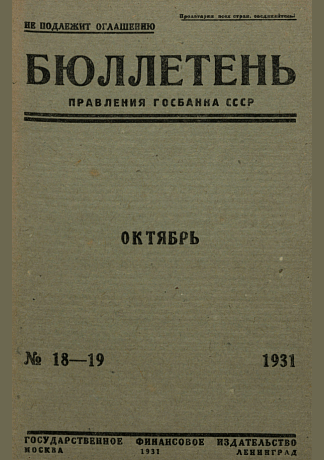 Пролетарии всех стран, соединяйтесь!
НЕ ПОДЛЕЖИТ ОГЛАШЕНИЮ
БЮЛЛЕТЕНЬ
ПРАВЛЕНИЯ ГОСБАНКА СССР
ОКТЯБРЬ
№ 18—19 1931
ГОСУДАРСТВЕННОЕ ФИНАНСОВОЕ ИЗДАТЕЛЬСТВО
МОСКВА 1931 ЛЕНИНГРАД